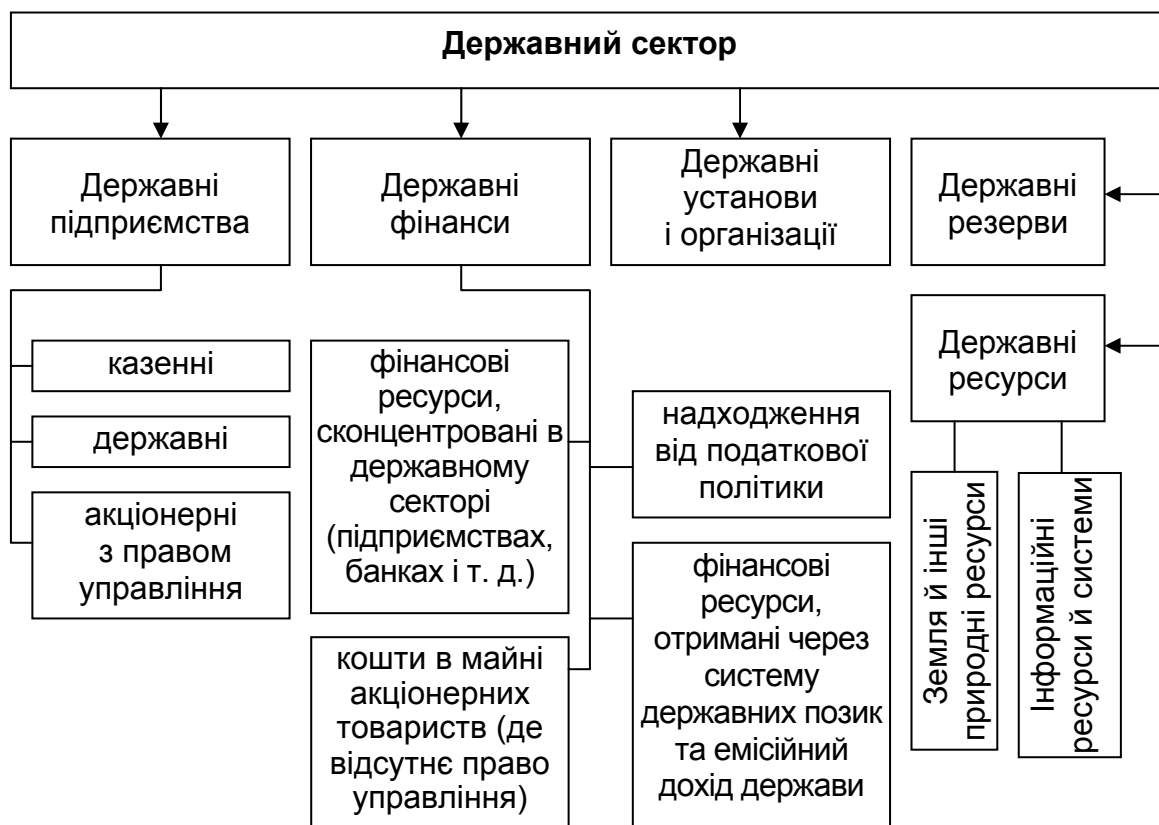 Державний сектор
Державні
підприємства
Державні
фінанси
Державні
установи
і організації
Державні
резерви
казенні
державні
акціонерні
з правом
управління
фінансові
ресурси,
сконцентровані в
державному
секторі
(підприємствах,
банках і т. д.)
кошти в майні
акціонерних
товариств (де
відсутнє право
управління)
надходження
від податкової
політики
фінансові
ресурси,
отримані через
систему
державних позик
та емісійний
дохід держави
Державні
ресурси
Земля й інші
природні ресурси
Інформаційні
ресурси й системи